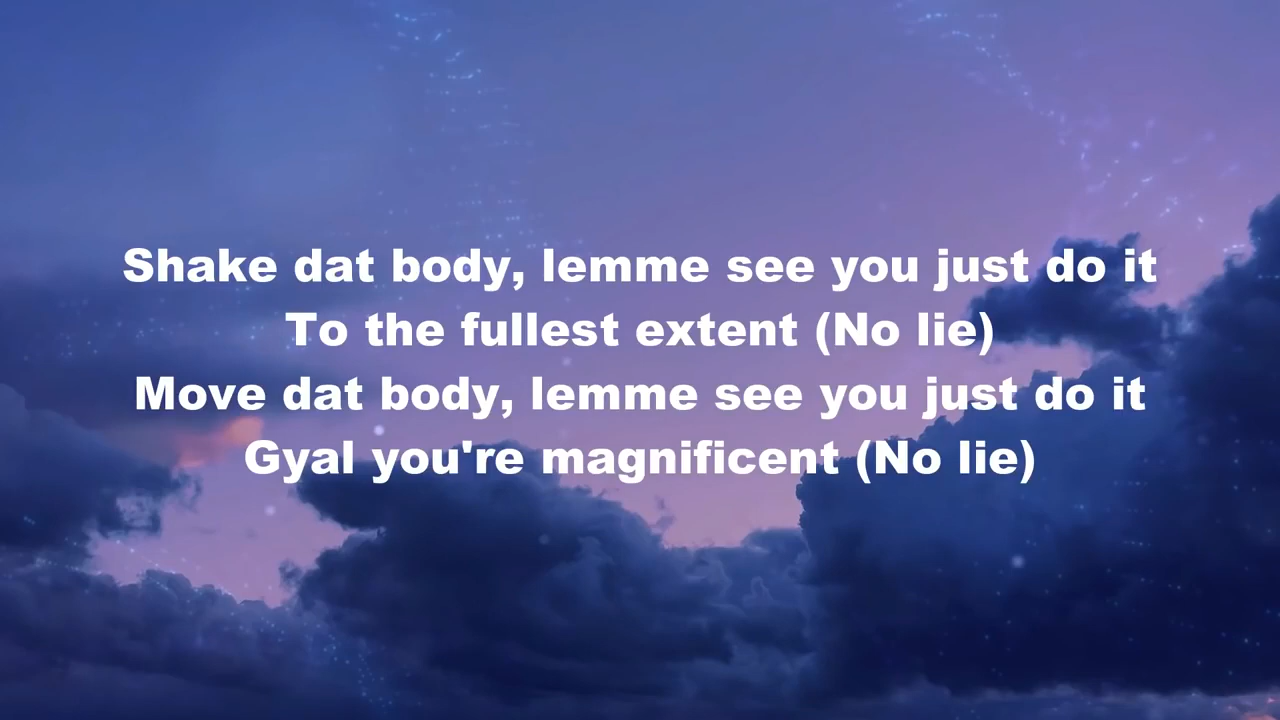 Shake dat body, lemme see you just do it
To the fullest extent (No lie)
Move dat body, lemme see you just do it
Gyal you're magnificent (No lie)